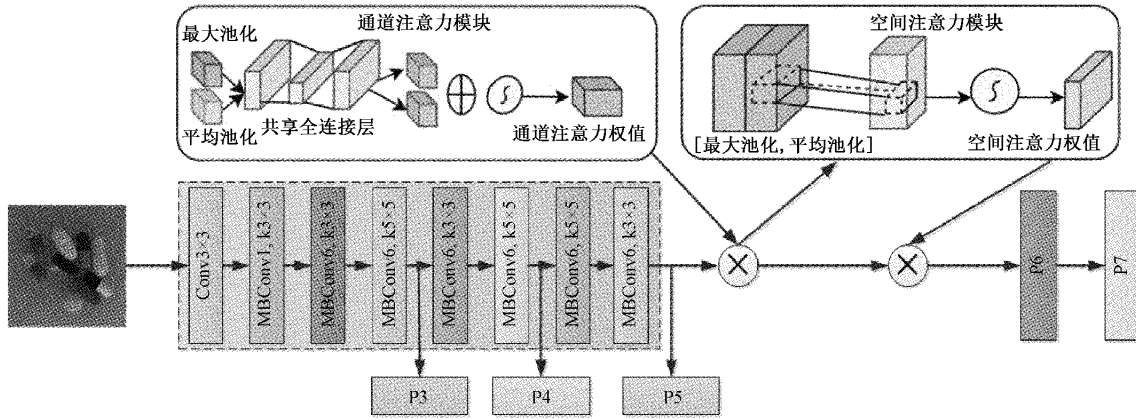 通道注意力模块
最大池化
平均池化
共享全连接层
通道注意力权值
空间注意力模块
[最大池化,平均池化]
空间注意力权值
Conv3×3
MBConv1, k3×3
MBConv6, k3×3
MBConv6, k5×5
MBConv6, k3×3
MBConv6, k5×5
MBConv6, k5×5
MBConv6, k3×3
P6
P7
P3
P4
P5